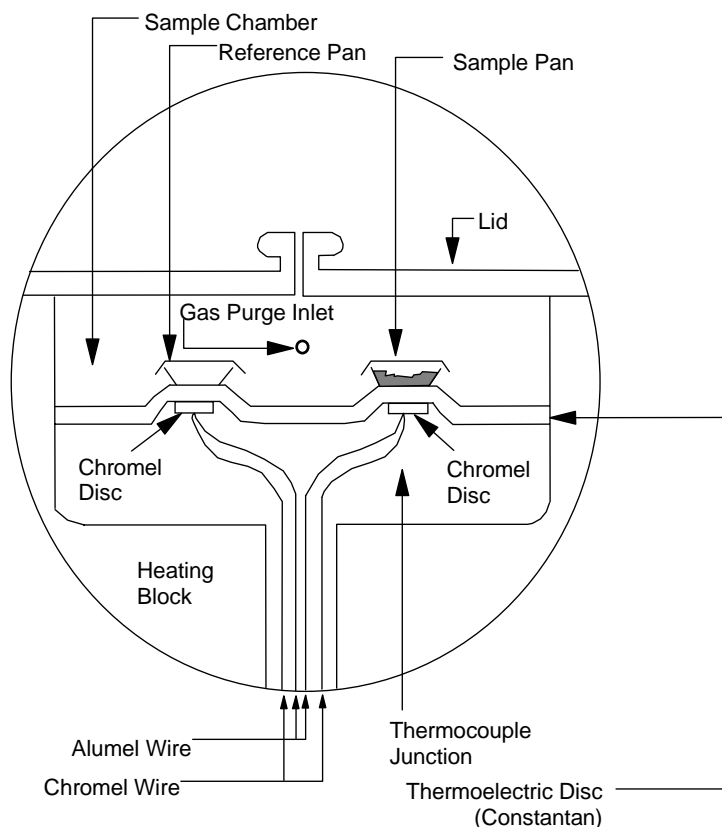 Sample Chamber
Reference Pan
Sample Pan
Lid
Gas Purge Inlet
Chromel
Disc
Chromel
Disc
Heating
Block
Alumel Wire
Chromel Wire
Thermocouple
Junction
Thermoelectric Disc
(Constantan)